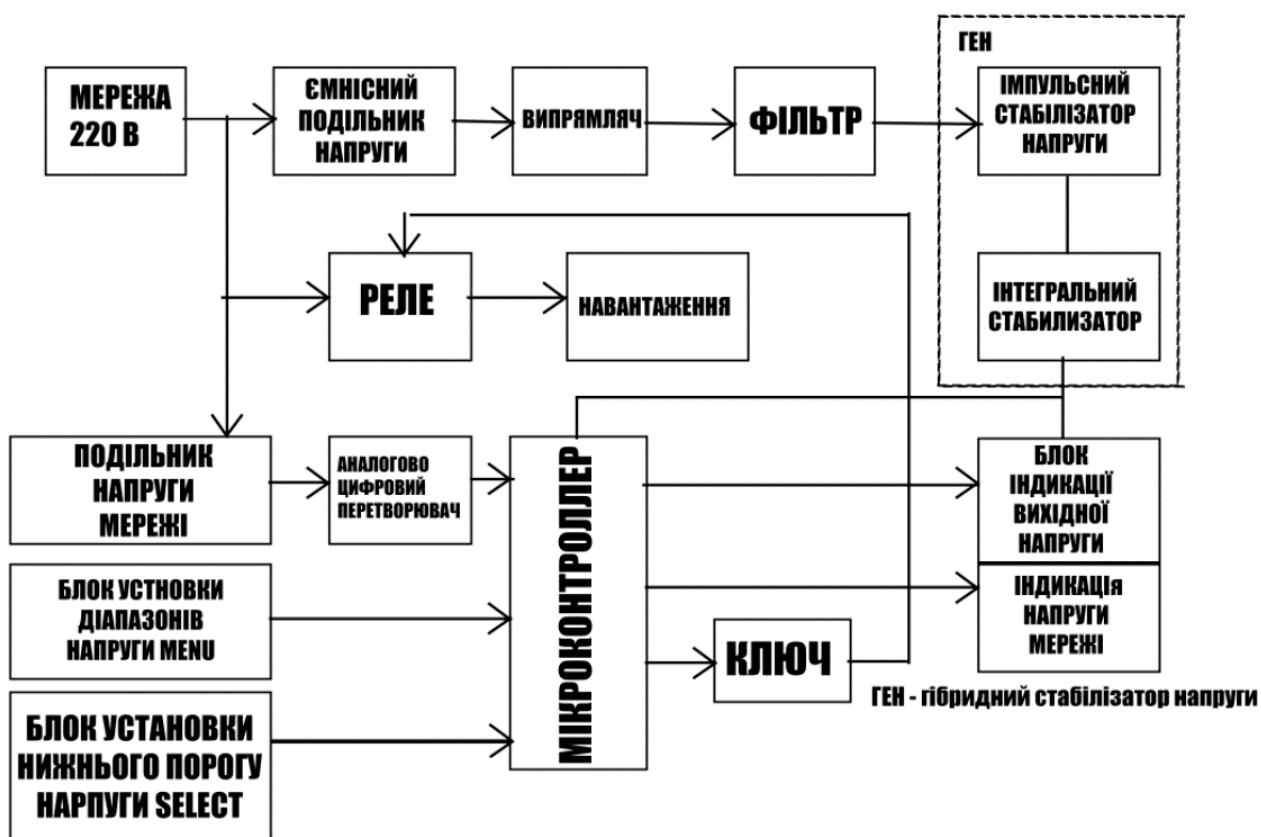 ГЕН
МЕРЕЖА
220 В
ЄМНІСНИЙ
ПОДІЛЬНИК
НАПРУГИ
ВИПРЯМЛЯЧ
ФІЛЬТР
ІМПУЛЬСНИЙ
СТАБІЛІЗАТОР
НАПРУГИ
РЕЛЕ
НАВАНТАЖЕННЯ
ІНТЕГРАЛЬНИЙ
СТАБИЛИЗАТОР
ПОДІЛЬНИК
НАПРУГИ
МЕРЕЖІ
АНАЛОГОВО
ЦИФРОВИЙ
ПЕРЕТВОРЮВАЧ
МІКРОКОНТРОЛЛЕР
БЛОК
ІНДИКАЦІЇ
ВИХІДНОЇ
НАПРУГИ
БЛОК УСТНОВКИ
ДІАПАЗОНІВ
НАПРУГИ MENU
ІНДИКАЦІя
НАПРУГИ
МЕРЕЖІ
КЛЮЧ
ГЕН - гібридний стабілізатор напруги
БЛОК УСТАНОВКИ
НИЖНЬОГО ПОРОГУ
НАРПУГИ SELECT